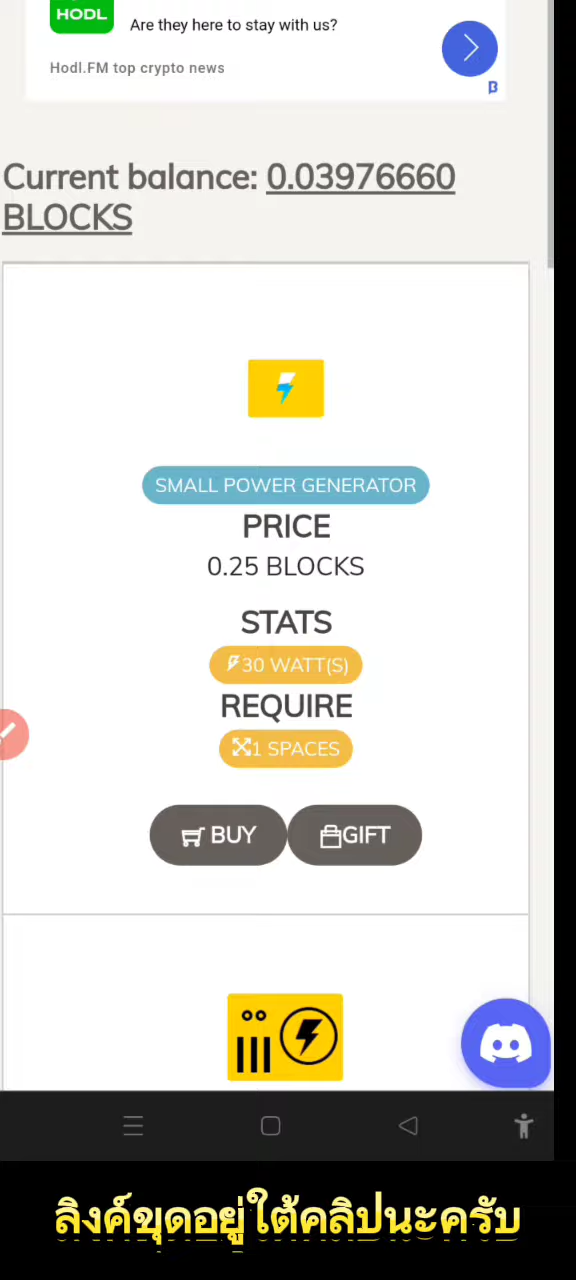 HODL
Are they here to stay with us?
Hodl.FM top crypto news
Current balance: 0.03976660
BLOCKS
SMALL POWER GENERATOR
PRICE
0.25 BLOCKS
STATS
30 WATT(S)
REQUIRE
1 SPACES
BUY GIFT
ลิงค์ขุดอยู่ใต้คลิปนะครับ